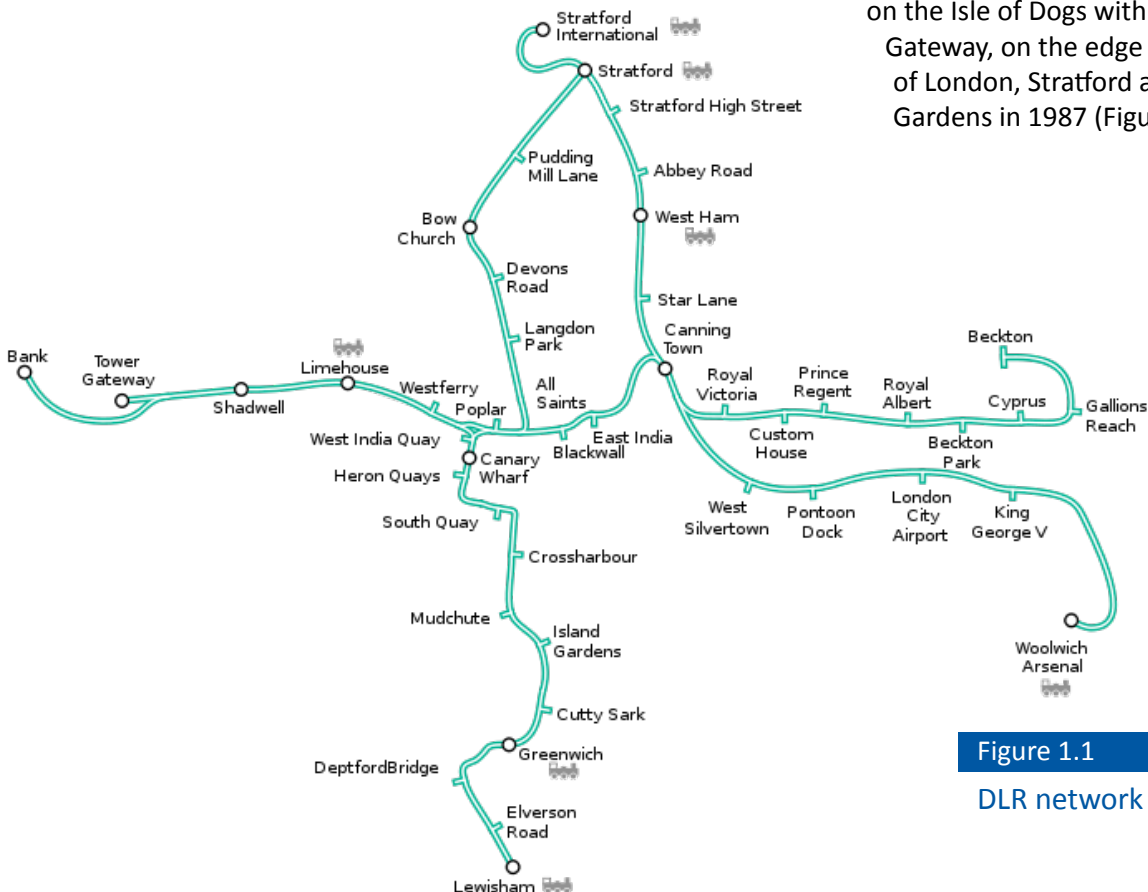 on the Isle of Dogs with
Gateway, on the edge
of London, Stratford a
Gardens in 1987 (Figu
Stratford
International
Stratford
Stratford High Street
Pudding
Mill Lane
Abbey Road
Bow
Church
West Ham
Devons
Road
Star Lane
Langdon
Park
Canning
Town
Bank
Tower
Gateway
Shadwell
Limehouse
Westferry
Poplar
All
Saints
West India Quay
Canary
Wharf
Heron Quays
South Quay
Blackwall
East India
Royal
Victoria
Custom
House
Prince
Regent
Royal
Albert
Beckton
Park
Cyprus
Gallions
Reach
Beckton
West
Silvertown
Pontoon
Dock
London
City
Airport
King
George V
Woolwich
Arsenal
Crossharbour
Mudchute
Island
Gardens
Cutty Sark
Greenwich
DeptfordBridge
Elverson
Road
Lewisham
Figure 1.1
DLR network